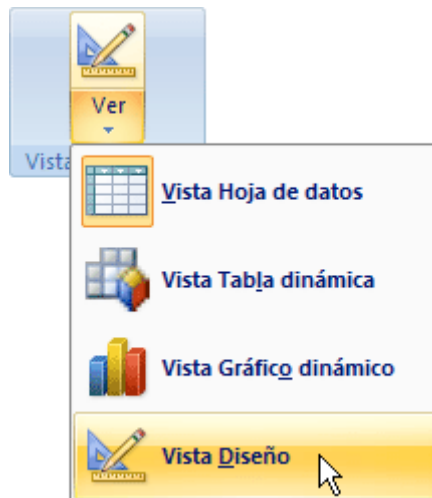 Ver
Vista
Vista Hoja de datos
Vista Tabla dinámica
Vista Gráfico dinámico
Vista Diseño